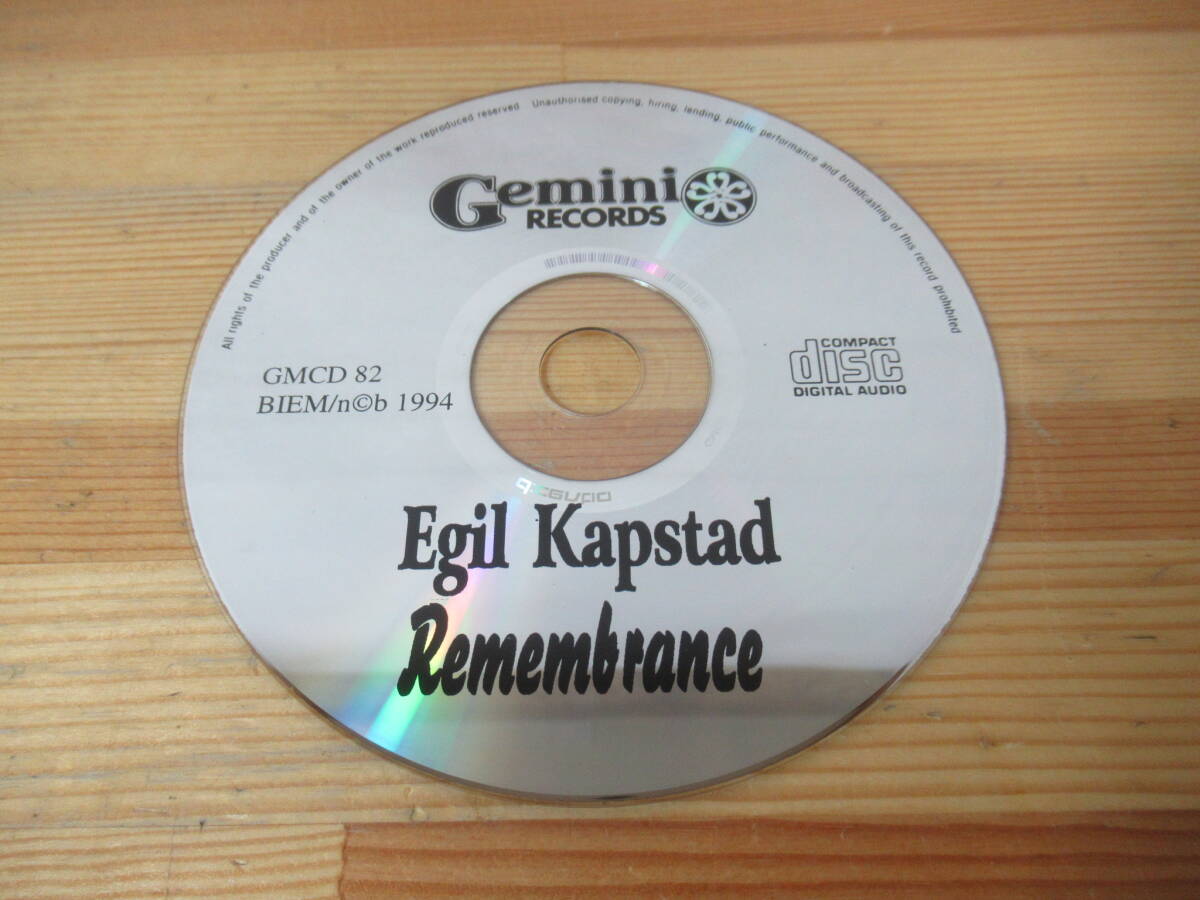 All rights of the producer and of the owner of the work reproduced reserved Unauthorised copying, hiring, lending, public performance and broadcasting of this record prohibited
Gemini
RECORDS
COMPACT
disc
DIGITAL AUDIO
GMCD 82
BIEM/n©b 1994
Egil Kapstad
Remembrance